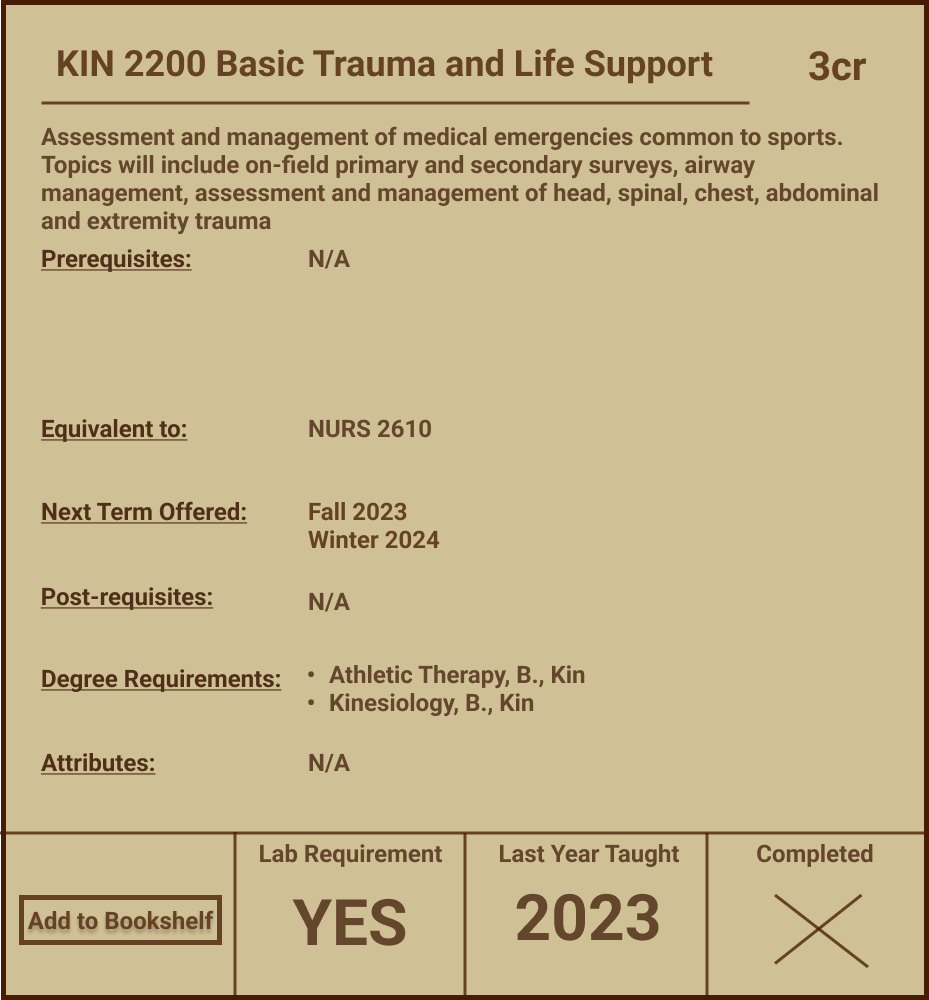 KIN 2200 Basic Trauma and Life Support
3cr
Assessment and management of medical emergencies common to sports.
Topics will include on-field primary and secondary surveys, airway
management, assessment and management of head, spinal, chest, abdominal
and extremity trauma
Prerequisites: N/A
Equivalent to: NURS 2610
Next Term Offered: Fall 2023
Winter 2024
Post-requisites: N/A
Degree Requirements: • Athletic Therapy, B., Kin
• Kinesiology, B., Kin
Attributes: N/A
Add to Bookshelf
Lab Requirement
YES
Last Year Taught
2023
Completed